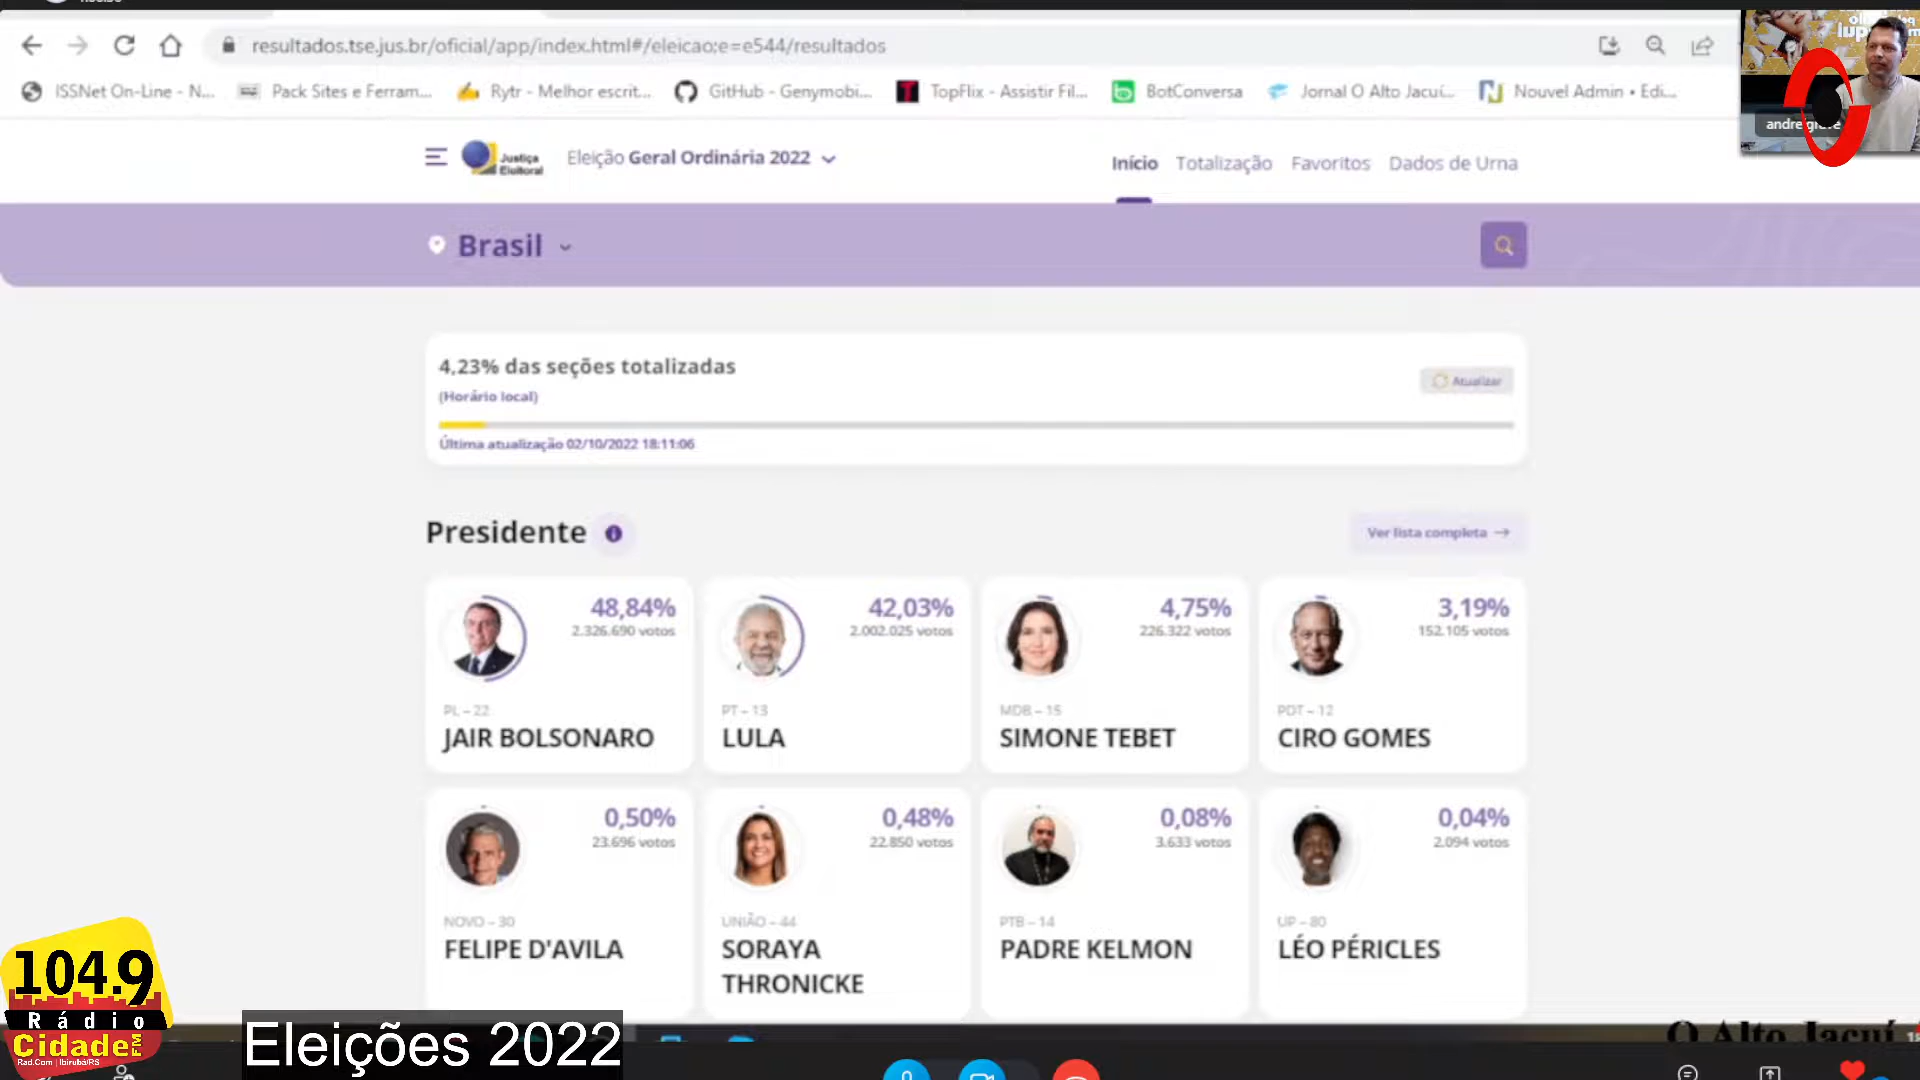 resultados.tse.jus.br/oficial/app/index.html#/eleicao:e=e544/resultados
ISSNet On-Line - N... Pack Sites e Ferram... Rytr - Melhor escrit... GitHub - Genymobi... TopFlix - Assistir Fil... BotConversa Jornal O Alto Jacuí... Nouvel Admin • Edi...
Justiça
Eleitoral
Eleição Geral Ordinária 2022
Início Totalização Favoritos Dados de Urna
Brasil
4,23% das seções totalizadas
(Horário local)
Atualizar
Última atualização 02/10/2022 18:11:06
Presidente
Ver lista completa →
48,84%
2.326.690 votos
PL – 22
JAIR BOLSONARO
42,03%
2.002.025 votos
PT – 13
LULA
4,75%
226.322 votos
MDB – 15
SIMONE TEBET
3,19%
152.105 votos
PDT – 12
CIRO GOMES
0,50%
23.696 votos
NOVO – 30
FELIPE D'AVILA
0,48%
22.850 votos
UNIÃO – 44
SORAYA
THRONICKE
0,08%
3.633 votos
PTB – 14
PADRE KELMON
0,04%
2.094 votos
UP – 80
LÉO PÉRICLES
104.9
Rádio
Cidade FM
Rad.Com | Ibirubá/RS
Eleições 2022
O Alto Jacuí